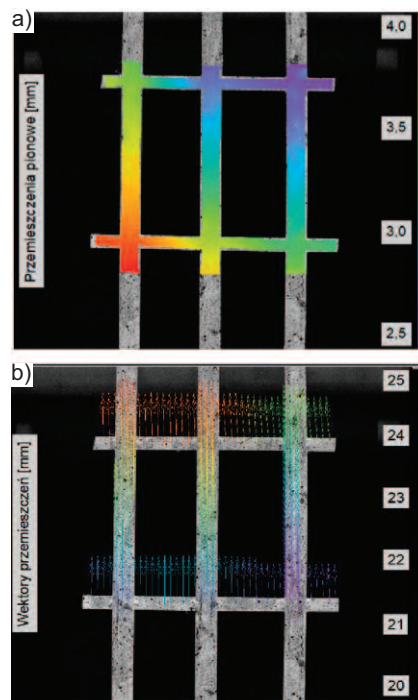 a)
4,0
3,5
3,0
2,5
Przemieszczenia pionowe [mm]
b)
25
24
23
22
21
20
Wektory przemieszczeń [mm]